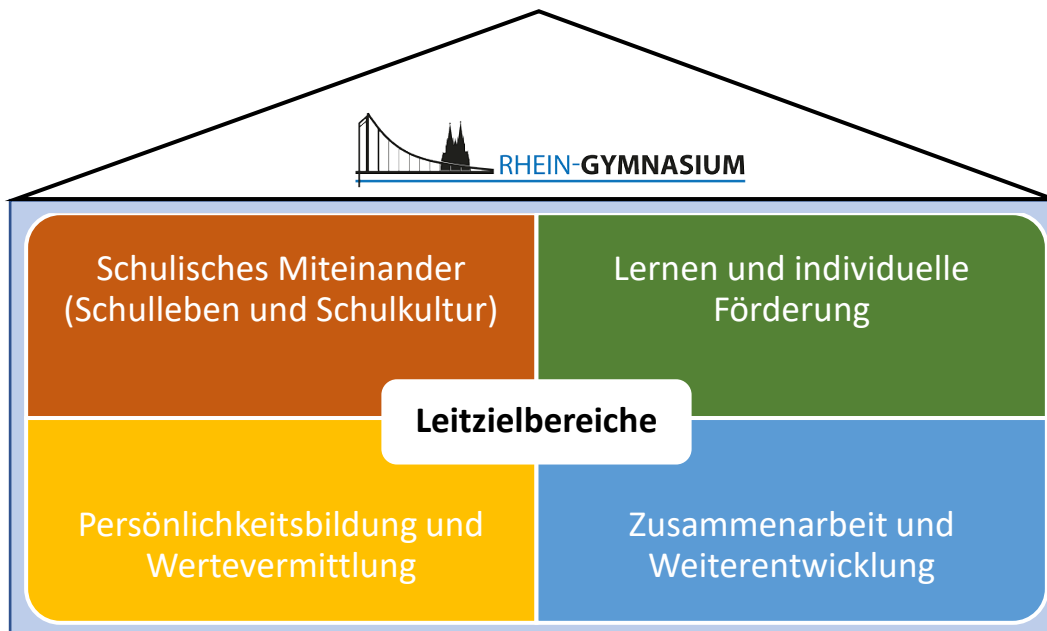 RHEIN-GYMNASIUM
Schulisches Miteinander
(Schulleben und Schulkultur)
Lernen und individuelle
Förderung
Leitzielbereiche
Persönlichkeitsbildung und
Wertevermittlung
Zusammenarbeit und
Weiterentwicklung